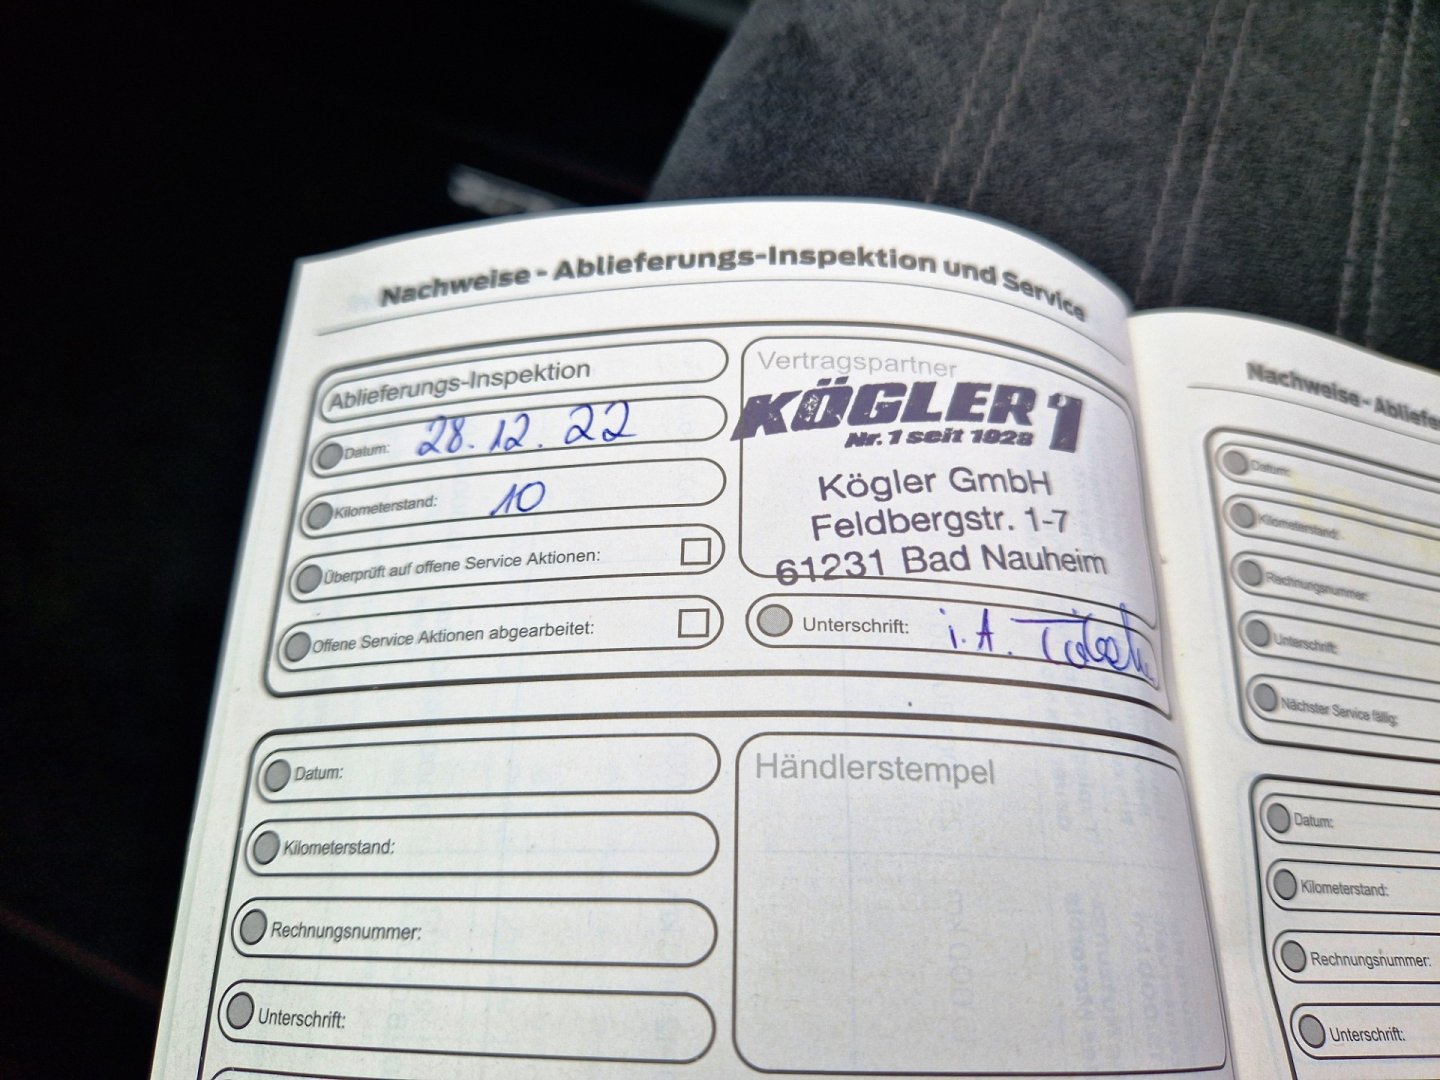 Nachweise - Ablieferungs-Inspektion und Service
Ablieferungs-Inspektion
Datum: 28.12.22
Kilometerstand: 10
Überprüft auf offene Service Aktionen:
Offene Service Aktionen abgearbeitet:
Vertragspartner
KÖGLER 1
Nr. 1 seit 1928
Kögler GmbH
Feldbergstr. 1-7
61231 Bad Nauheim
Unterschrift: i.A.
Datum:
Kilometerstand:
Rechnungsnummer:
Unterschrift:
Händlerstempel
Nachweise - Abliefer
Datum:
Kilometerstand:
Rechnungsnummer:
Unterschrift:
Nächster Service fällig:
Datum:
Kilometerstand:
Rechnungsnummer:
Unterschrift: